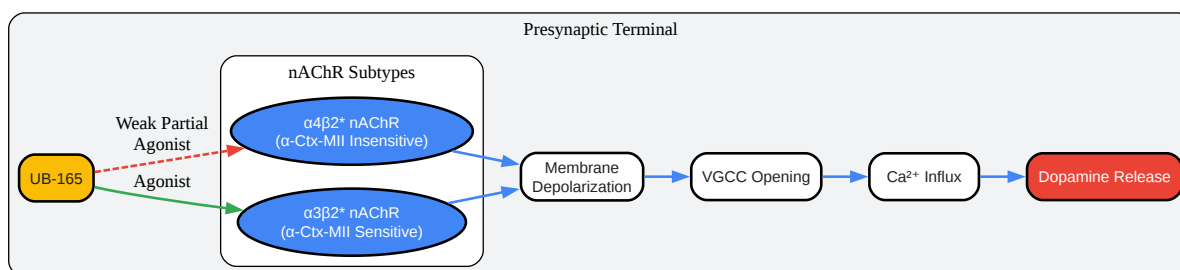 Presynaptic Terminal
nAChR Subtypes
Weak Partial
Agonist
α4β2* nAChR
(α-Ctx-MII Insensitive)
UB-165
Agonist
α3β2* nAChR
(α-Ctx-MII Sensitive)
Membrane
Depolarization
VGCC Opening
Ca²⁺ Influx
Dopamine Release